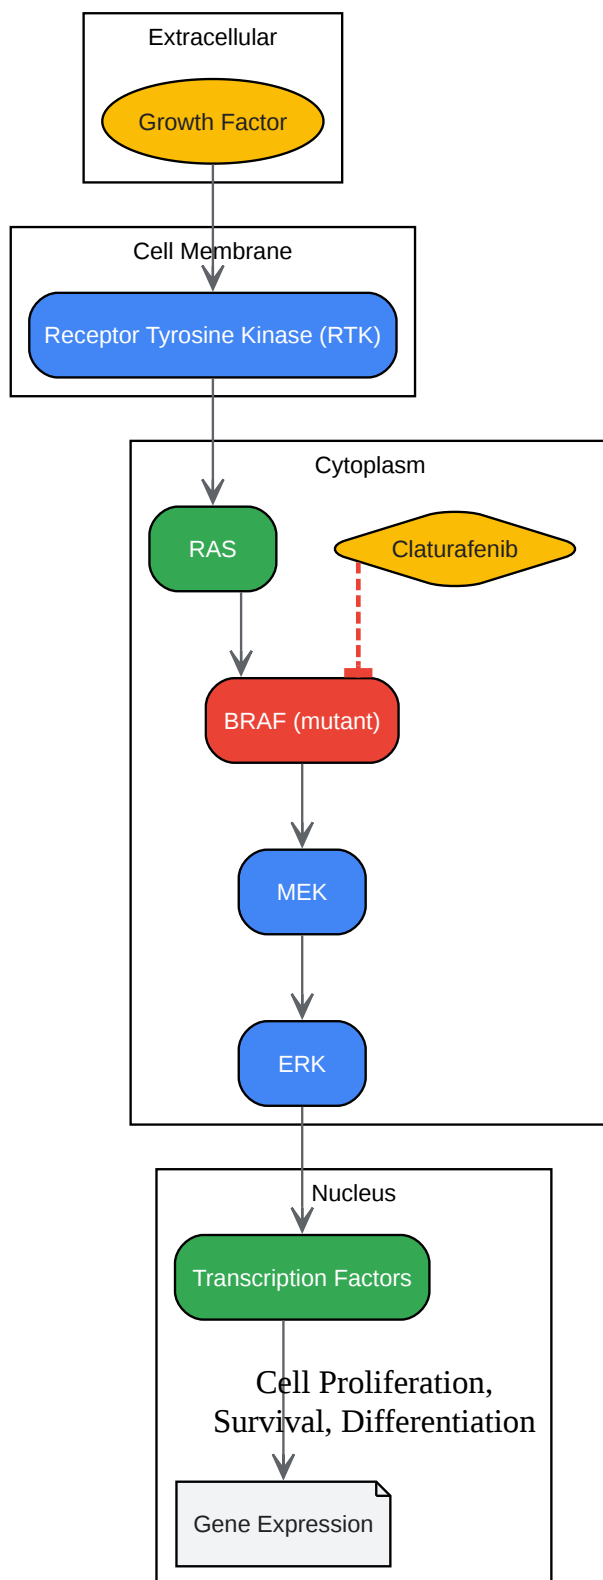 Extracellular
Growth Factor
Cell Membrane
Receptor Tyrosine Kinase (RTK)
Cytoplasm
RAS
Claturafenib
BRAF (mutant)
MEK
ERK
Nucleus
Transcription Factors
Cell Proliferation,
Survival, Differentiation
Gene Expression